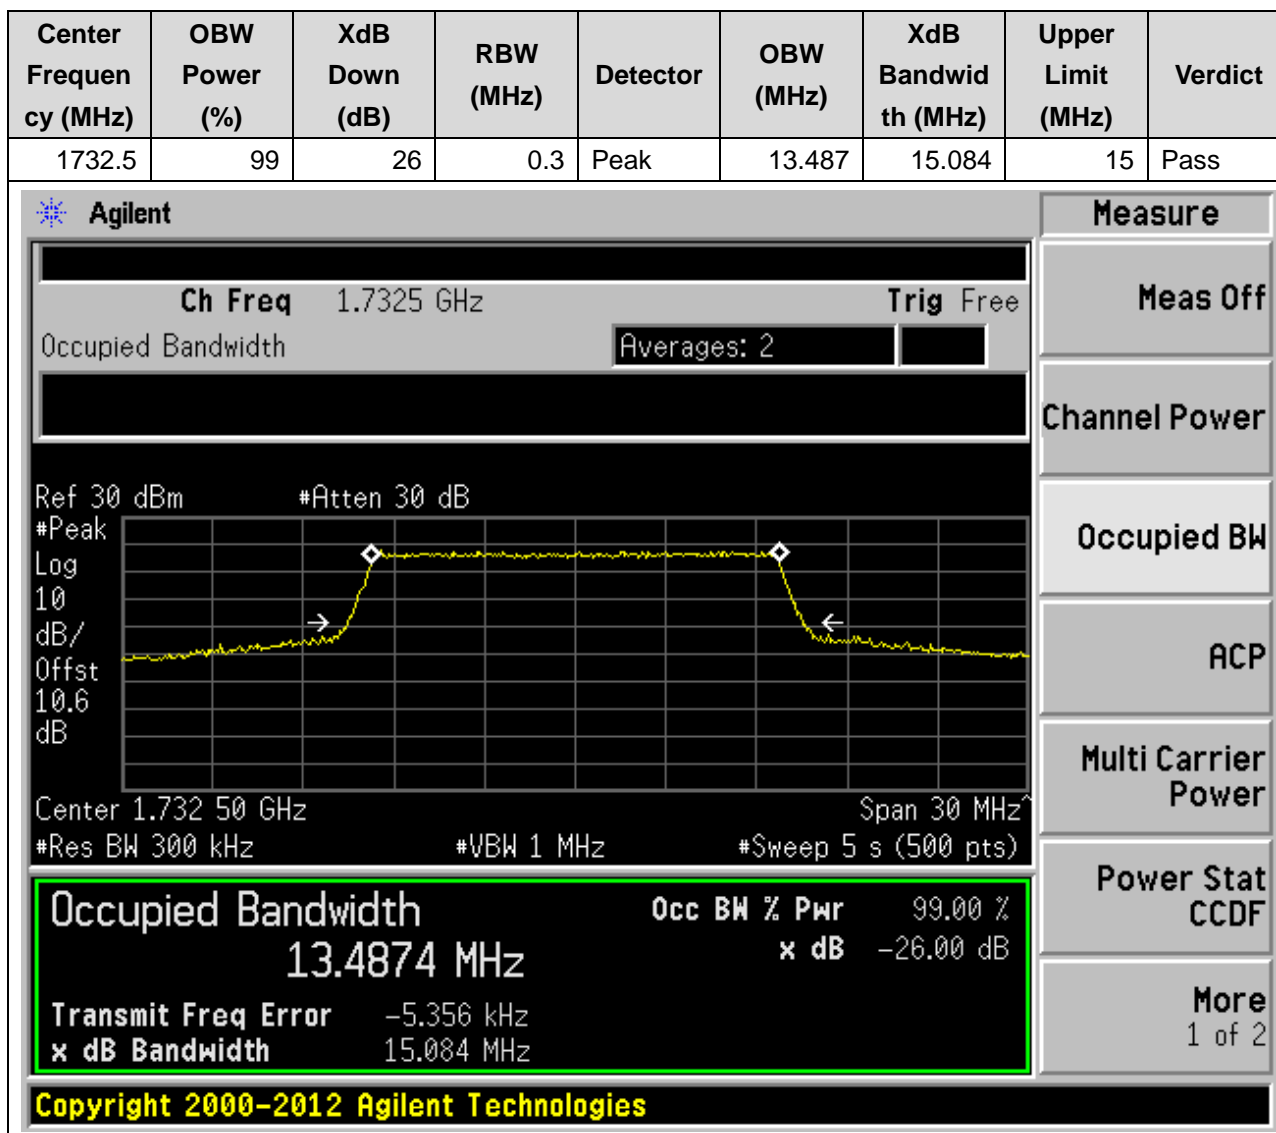 Center Frequen cy (MHz)
OBW Power (%)
XdB Down (dB)
RBW (MHz)
Detector
OBW (MHz)
XdB Bandwid th (MHz)
Upper Limit (MHz)
Verdict
1732.5 99 26 0.3 Peak 13.487 15.084 15 Pass
Agilent
Measure
Ch Freq 1.7325 GHz Trig Free
Meas Off
Occupied Bandwidth Averages: 2
Channel Power
Ref 30 dBm #Atten 30 dB
#Peak
Log
10
dB/
Offst
10.6
dB
Occupied BW
ACP
Multi Carrier
Power
Center 1.732 50 GHz Span 30 MHz^
#Res BW 300 kHz #VBW 1 MHz #Sweep 5 s (500 pts)
Power Stat
CCDF
Occupied Bandwidth Occ BW % Pwr 99.00 %
13.4874 MHz x dB -26.00 dB
Transmit Freq Error -5.356 kHz
x dB Bandwidth 15.084 MHz
More
1 of 2
Copyright 2000-2012 Agilent Technologies